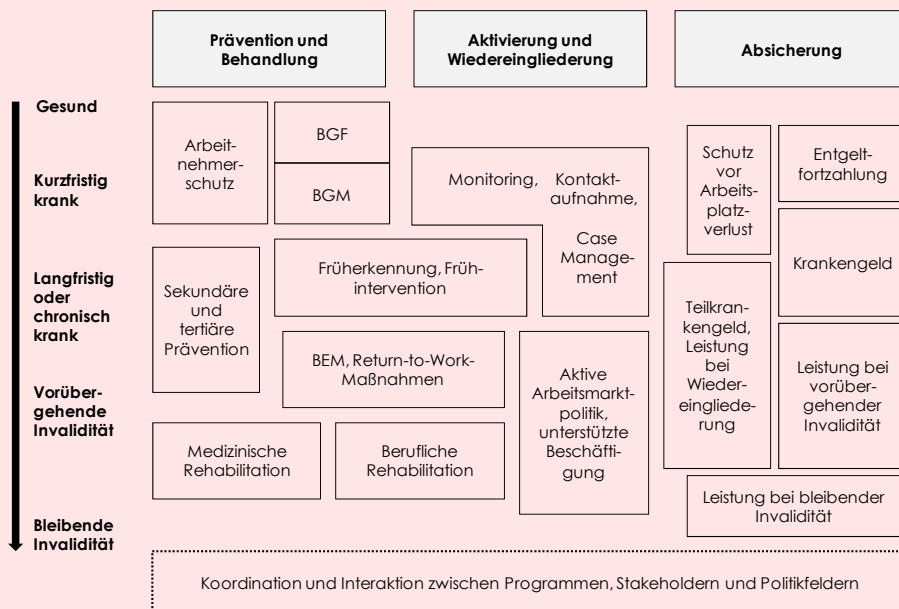 Prävention und
Behandlung
Aktivierung und
Wiedereingliederung
Absicherung
Gesund
Kurzfristig
krank
Langfristig
oder
chronisch
krank
Vorüber-
gehende
Invalidität
Bleibende
Invalidität
Arbeit-
nehmer-
schutz
BGF
BGM
Sekundäre
und
tertiäre
Prävention
Früherkennung, Früh-
intervention
BEM, Return-to-Work-
Maßnahmen
Medizinische
Rehabilitation
Berufliche
Rehabilitation
Monitoring, Kontakt-
aufnahme,
Case
Manage-
ment
Aktive
Arbeitsmarkt-
politik,
unterstützte
Beschäfti-
gung
Schutz
vor
Arbeits-
platz-
verlust
Entgelt-
fortzahlung
Krankengeld
Teilkran-
kengeld,
Leistung
bei
Wieder-
eingliede-
rung
Leistung bei
vorüber-
gehender
Invalidität
Leistung bei bleibender
Invalidität
Koordination und Interaktion zwischen Programmen, Stakeholdern und Politikfeldern